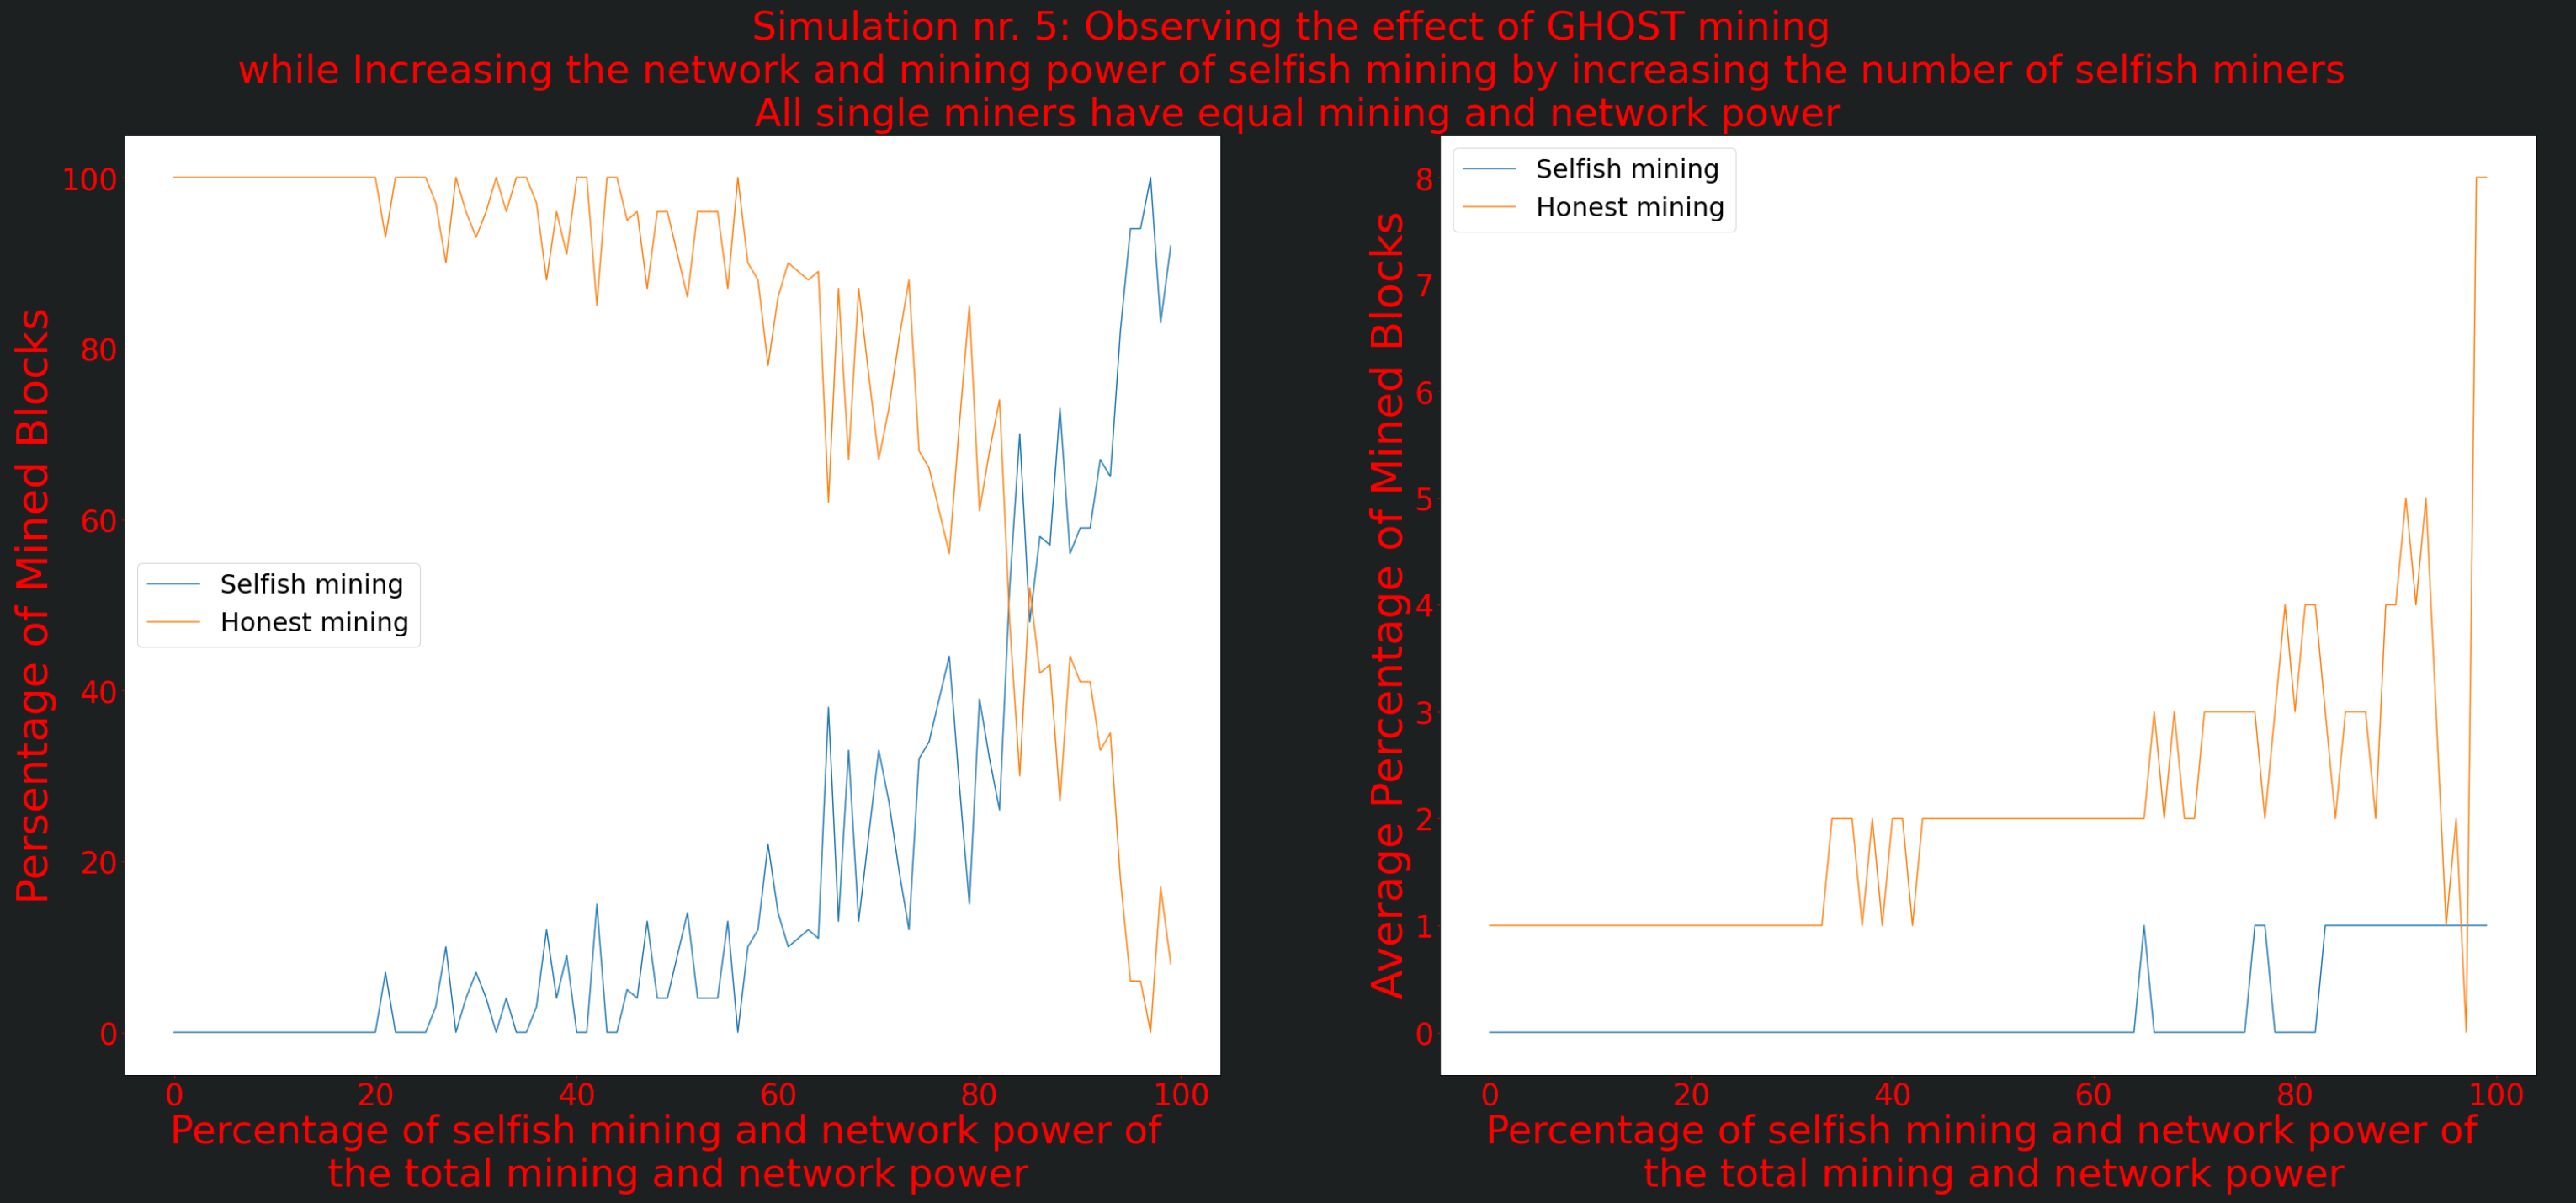 Simulation nr. 5: Observing the effect of GHOST mining
while Increasing the network and mining power of selfish mining by increasing the number of selfish miners
All single miners have equal mining and network power
Persentage of Mined Blocks
100
80
60
40
20
0
Selfish mining
Honest mining
0 20 40 60 80 100
Percentage of selfish mining and network power of
the total mining and network power
Average Percentage of Mined Blocks
8
7
6
5
4
3
2
1
0
Selfish mining
Honest mining
0 20 40 60 80 100
Percentage of selfish mining and network power of
the total mining and network power